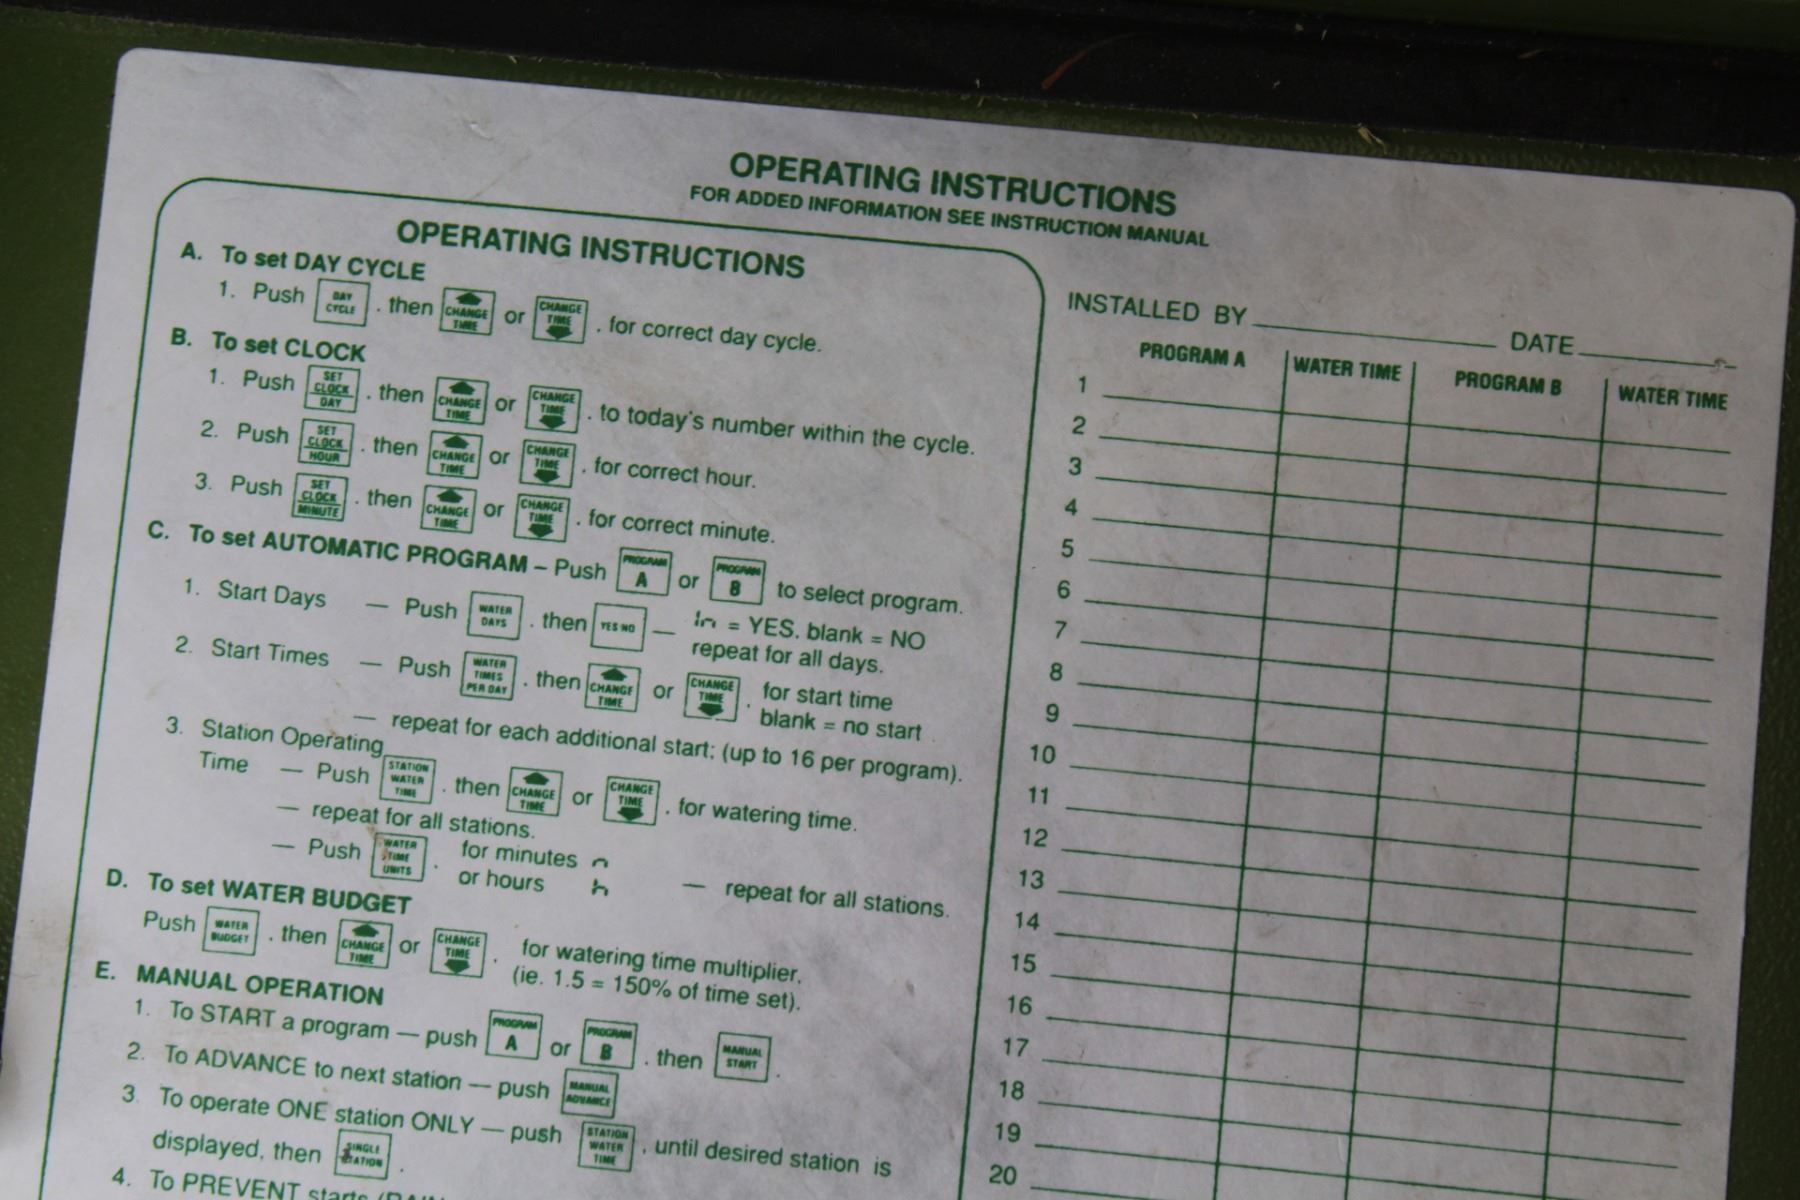 OPERATING INSTRUCTIONS
FOR ADDED INFORMATION SEE INSTRUCTION MANUAL
OPERATING INSTRUCTIONS
A. To set DAY CYCLE
1. Push DAY CYCLE . then CHANGE TIME or CHANGE TIME . for correct day cycle.
B. To set CLOCK
1. Push SET CLOCK DAY . then CHANGE TIME or CHANGE TIME . to today's number within the cycle.
2. Push SET CLOCK HOUR . then CHANGE TIME or CHANGE TIME . for correct hour.
3. Push SET CLOCK MINUTE . then CHANGE TIME or CHANGE TIME . for correct minute.
C. To set AUTOMATIC PROGRAM – Push PROGRAM A or PROGRAM B to select program.
1. Start Days — Push WATER DAYS . then YES NO — = YES. blank = NO
repeat for all days.
2. Start Times — Push WATER TIMES PER DAY . then CHANGE TIME or CHANGE TIME . for start time
blank = no start
— repeat for each additional start; (up to 16 per program).
3. Station Operating
Time — Push STATION WATER TIME . then CHANGE TIME or CHANGE TIME . for watering time.
— repeat for all stations.
— Push WATER TIME UNITS . for minutes
or hours — repeat for all stations.
D. To set WATER BUDGET
Push WATER BUDGET . then CHANGE TIME or CHANGE TIME . for watering time multiplier.
(ie. 1.5 = 150% of time set).
E. MANUAL OPERATION
1. To START a program — push PROGRAM A or PROGRAM B . then MANUAL START .
2. To ADVANCE to next station — push MANUAL ADVANCE
3. To operate ONE station ONLY — push STATION WATER TIME , until desired station is
displayed, then SINGLE STATION .
4. To PREVENT starts
INSTALLED BY DATE
PROGRAM A WATER TIME PROGRAM B WATER TIME
1
2
3
4
5
6
7
8
9
10
11
12
13
14
15
16
17
18
19
20